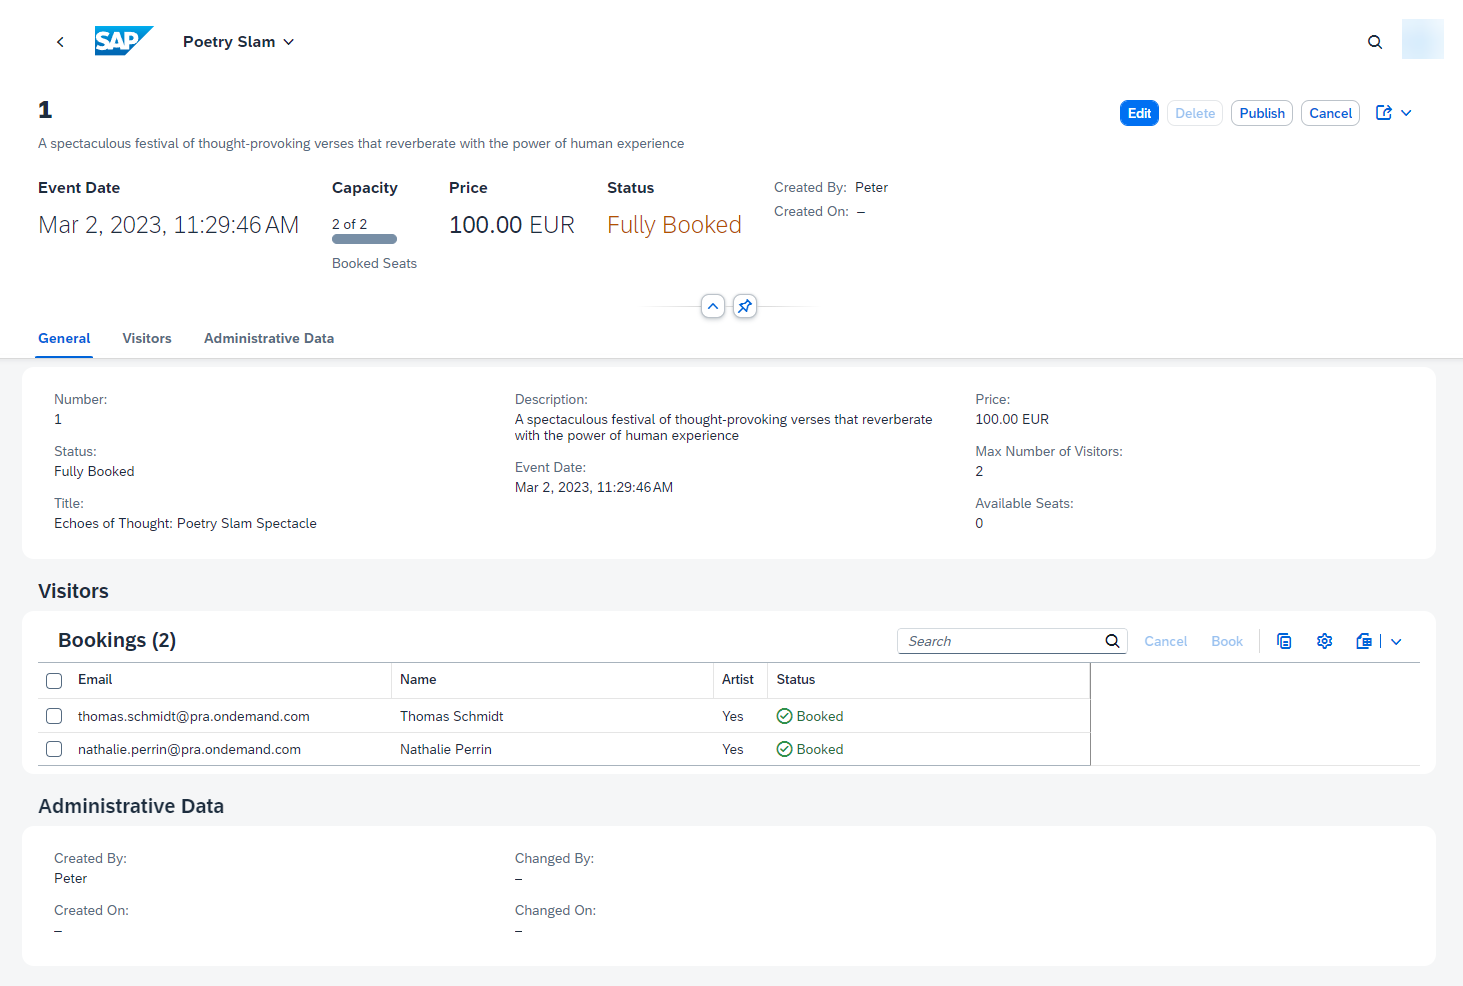 SAP Poetry Slam
1
Edit Delete Publish Cancel
A spectaculous festival of thought-provoking verses that reverberate with the power of human experience
Event Date
Mar 2, 2023, 11:29:46 AM
Capacity
2 of 2
Booked Seats
Price
100.00 EUR
Status
Fully Booked
Created By: Peter
Created On: –
General Visitors Administrative Data
Number:
1
Status:
Fully Booked
Title:
Echoes of Thought: Poetry Slam Spectacle
Description:
A spectaculous festival of thought-provoking verses that reverberate
with the power of human experience
Event Date:
Mar 2, 2023, 11:29:46 AM
Price:
100.00 EUR
Max Number of Visitors:
2
Available Seats:
0
Visitors
Bookings (2) Search Cancel Book
Email Name Artist Status
thomas.schmidt@pra.ondemand.com Thomas Schmidt Yes Booked
nathalie.perrin@pra.ondemand.com Nathalie Perrin Yes Booked
Administrative Data
Created By:
Peter
Created On:
–
Changed By:
–
Changed On:
–